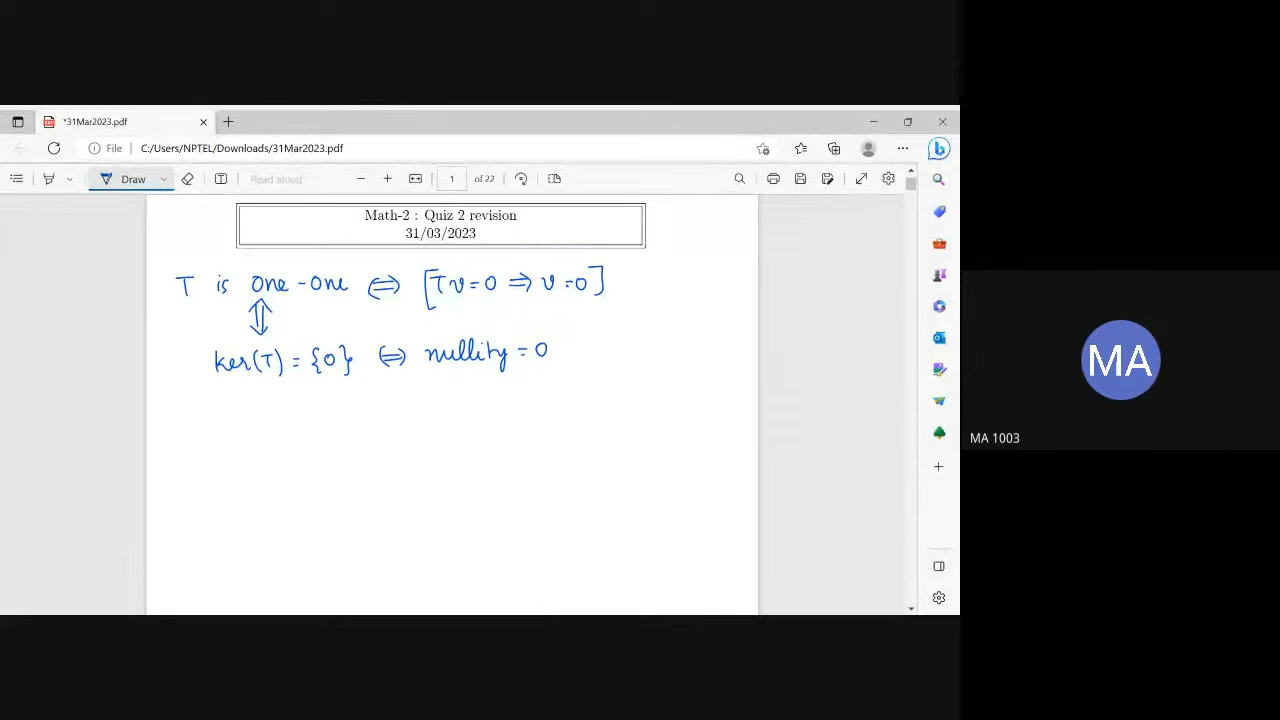 *31Mar2023.pdf
File C:/Users/NPTEL/Downloads/31Mar2023.pdf
Draw Read aloud 1 of 22
Math-2 : Quiz 2 revision
31/03/2023
T is one-one ⇔ [Tv=0 ⇒ v=0]
⇕
ker(T) = {0} ⇔ nullity = 0
MA
MA 1003